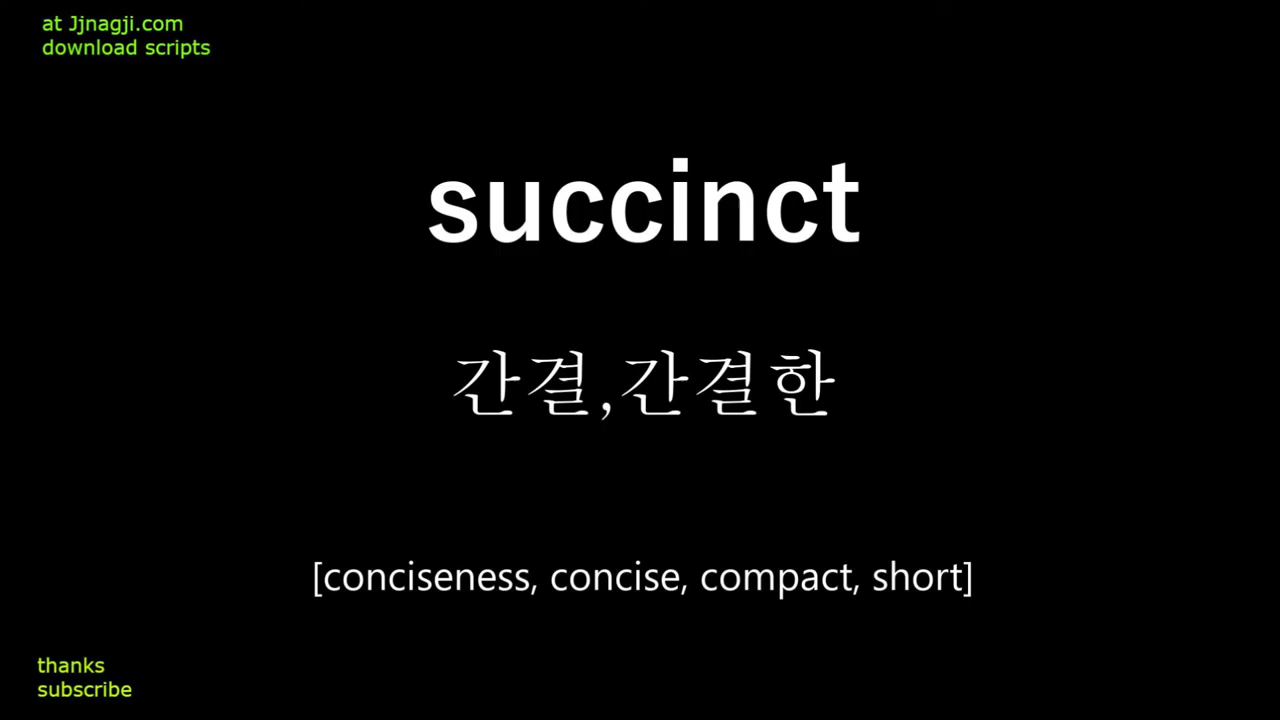 at Jjnagji.com
download scripts
succinct
간결,간결한
[conciseness, concise, compact, short]
thanks
subscribe